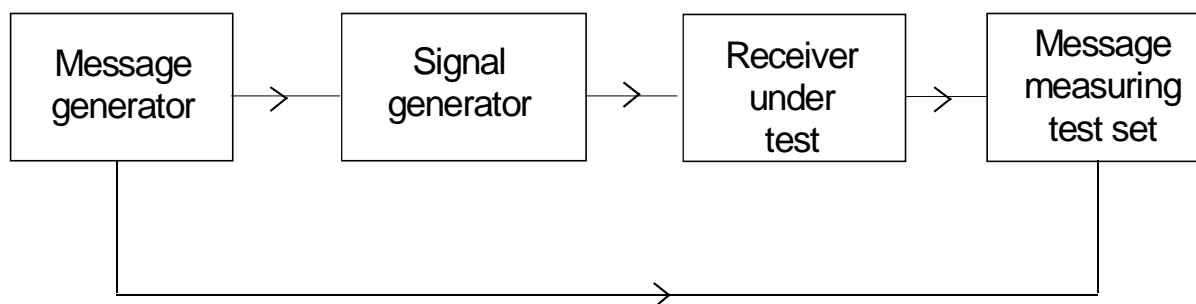 Message
generator
Signal
generator
Receiver
under
test
Message
measuring
test set